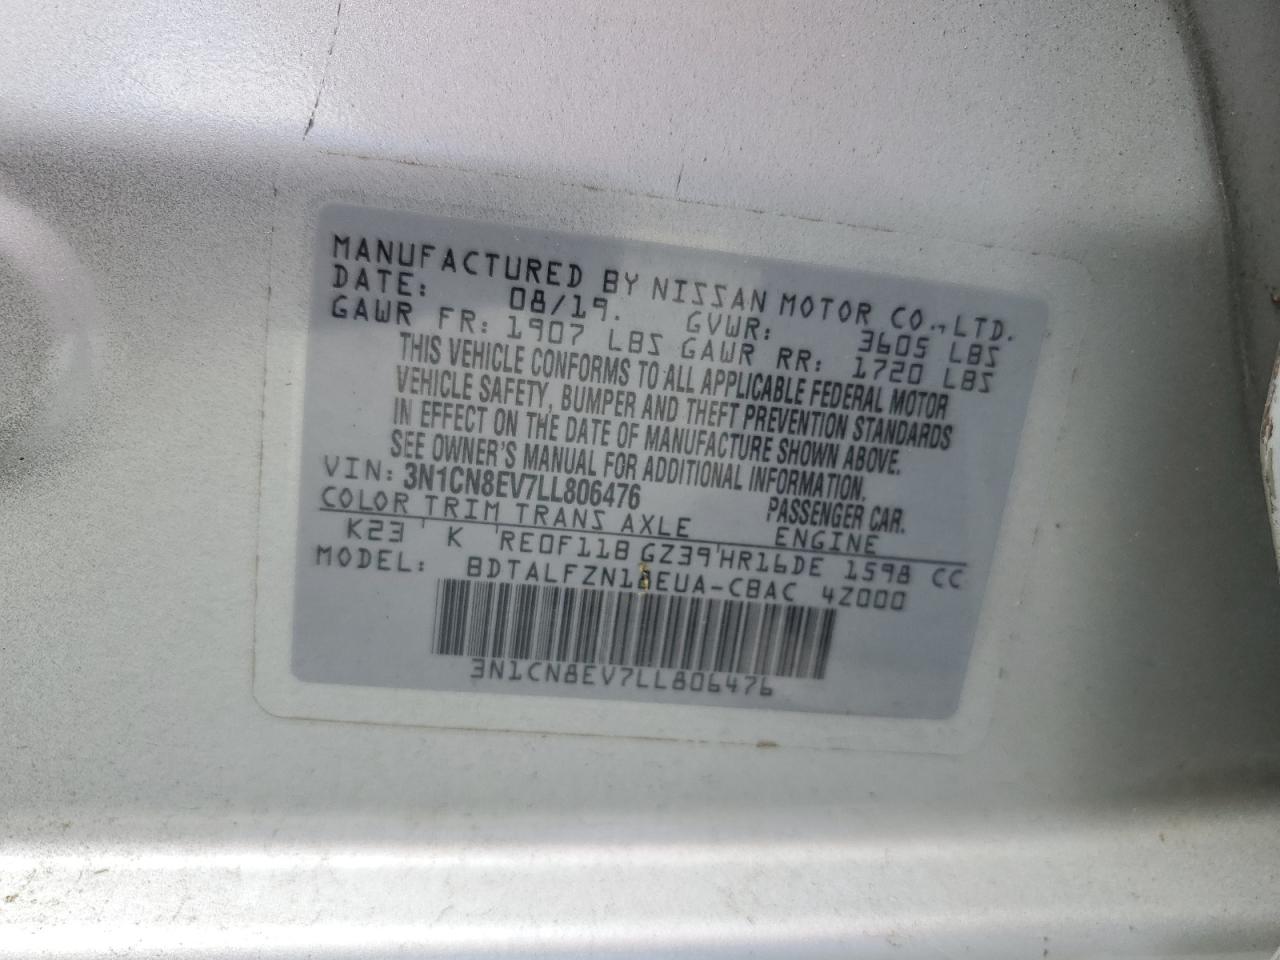 MANUFACTURED BY NISSAN MOTOR CO.,LTD.
DATE: 08/19. GVWR: 3605 LBS
GAWR FR: 1907 LBS GAWR RR: 1720 LBS
THIS VEHICLE CONFORMS TO ALL APPLICABLE FEDERAL MOTOR
VEHICLE SAFETY, BUMPER AND THEFT PREVENTION STANDARDS
IN EFFECT ON THE DATE OF MANUFACTURE SHOWN ABOVE.
SEE OWNER'S MANUAL FOR ADDITIONAL INFORMATION.
VIN: 3N1CN8EV7LL806476 PASSENGER CAR.
COLOR TRIM TRANS AXLE ENGINE
K23 K RE0F11B GZ39 HR16DE 1598 CC
MODEL: BDTALFZN18EUA-CBAC 4Z000
3N1CN8EV7LL806476